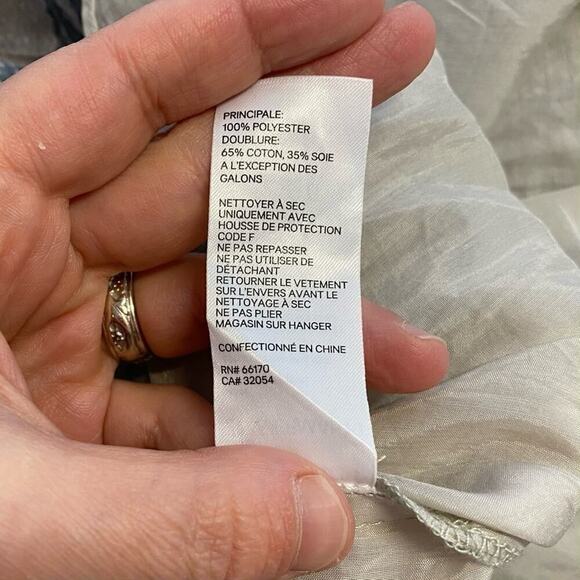 PRINCIPALE:
100% POLYESTER
DOUBLURE:
65% COTON, 35% SOIE
A L'EXCEPTION DES
GALONS
NETTOYER À SEC
UNIQUEMENT AVEC
HOUSSE DE PROTECTION
CODE F
NE PAS REPASSER
NE PAS UTILISER DE
DÉTACHANT
RETOURNER LE VETEMENT
SUR L'ENVERS AVANT LE
NETTOYAGE À SEC
NE PAS PLIER
MAGASIN SUR HANGER
CONFECTIONNÉ EN CHINE
RN# 66170
CA# 32054